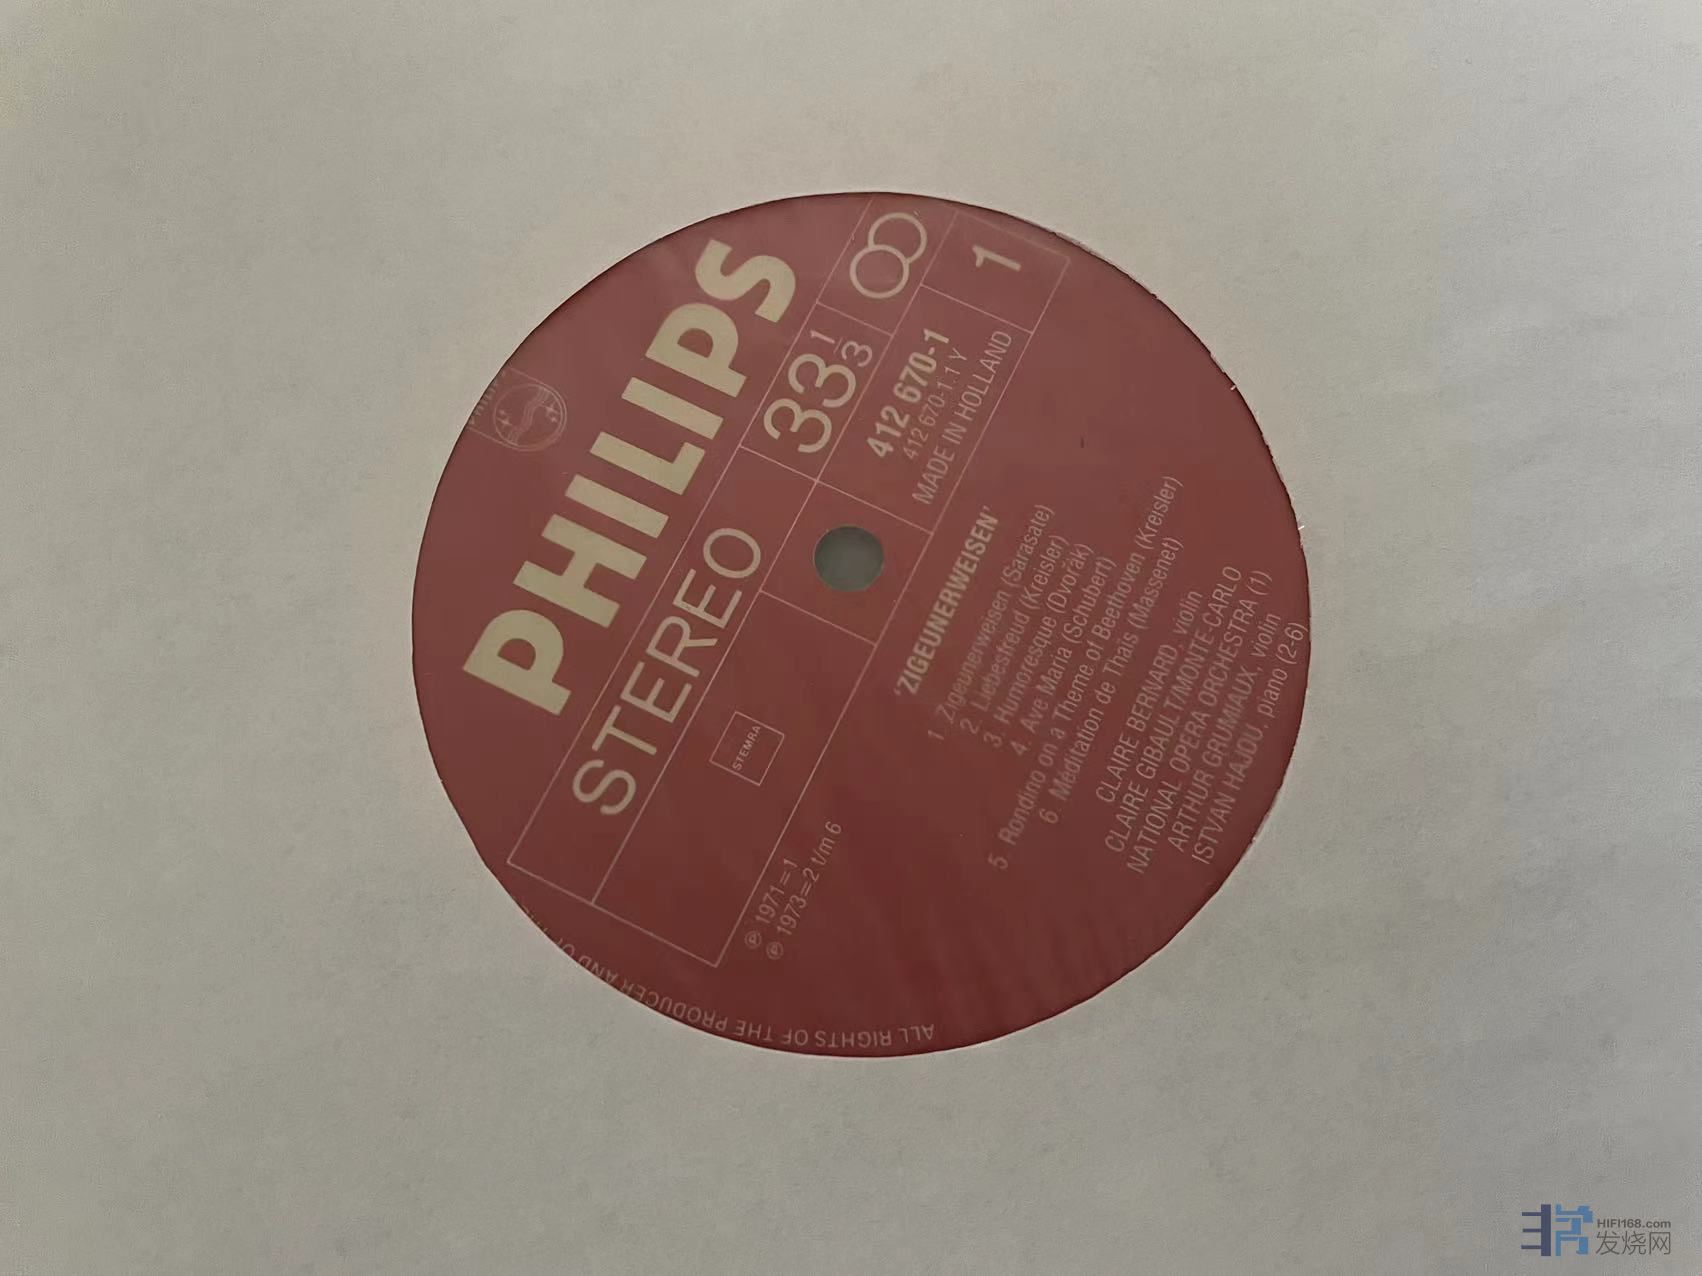 PHILIPS
STEREO
33 1/3
1
412 670-1
412 670-1.1 Y
MADE IN HOLLAND
STEMRA
℗ 1971=1
℗ 1973=2 t/m 6
'ZIGEUNERWEISEN'
1. Zigeunerweisen (Sarasate)
2. Liebesfreud (Kreisler)
3. Humoresque (Dvořák)
4. Ave Maria (Schubert)
5. Rondino on a Theme of Beethoven (Kreisler)
6. Méditation de Thaïs (Massenet)
CLAIRE BERNARD, violin
CLAIRE GIBAULT/MONTE-CARLO
NATIONAL OPERA ORCHESTRA (1)
ARTHUR GRUMIAUX, violin
ISTVAN HAJDU, piano (2-6)
ALL RIGHTS OF THE PRODUCER AND OF
HIFI168.com
发烧网